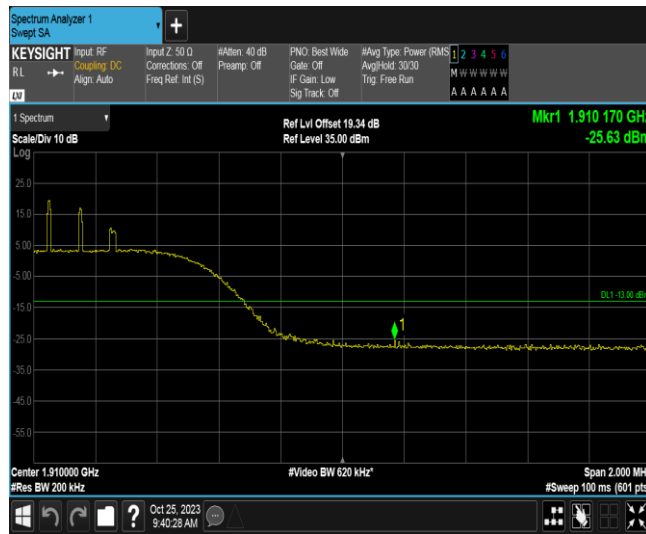 Spectrum Analyzer 1
Swept SA
+
KEYSIGHT Input: RF Input Z: 50 Ω #Atten: 40 dB PNO: Best Wide #Avg Type: Power (RMS 1 2 3 4 5 6
RL Coupling: DC Corrections: Off Preamp: Off Gate: Off Avg|Hold: 30/30 M W W W W W
Align: Auto Freq Ref: Int (S) IF Gain: Low Trig: Free Run
LXI Sig Track: Off A A A A A A
1 Spectrum Ref Lvl Offset 19.34 dB Mkr1 1.910 170 GH
Scale/Div 10 dB Ref Level 35.00 dBm -25.63 dBm
Log
25.0
15.0
5.00
-5.00
DL1 -13.00 dBm
-15.0
1
-25.0
-35.0
-45.0
-55.0
Center 1.910000 GHz #Video BW 620 kHz* Span 2.000 MH
#Res BW 200 kHz #Sweep 100 ms (601 pts
? Oct 25, 2023
9:40:28 AM